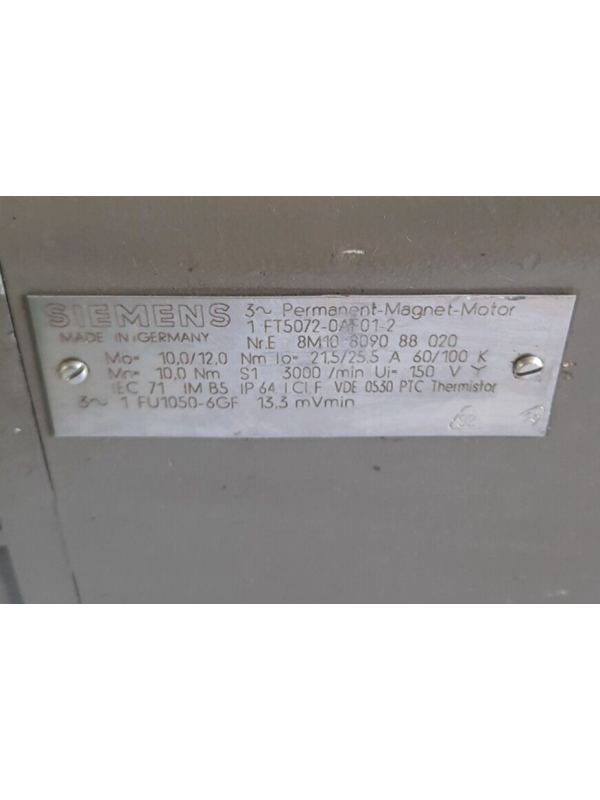 SIEMENS 3~ Permanent-Magnet-Motor
MADE IN GERMANY 1 FT5072-0AF01-2
Nr.E 8M10 8090 88 020
Mo= 10,0/12,0 Nm Io= 21,5/25,5 A 60/100 K
Mn= 10,0 Nm S1 3000 /min Ui= 150 V Y
IEC 71 IM B5 IP 64 I.Cl.F VDE 0530 PTC Thermistor
3~ 1 FU1050-6GF 13,3 mVmin